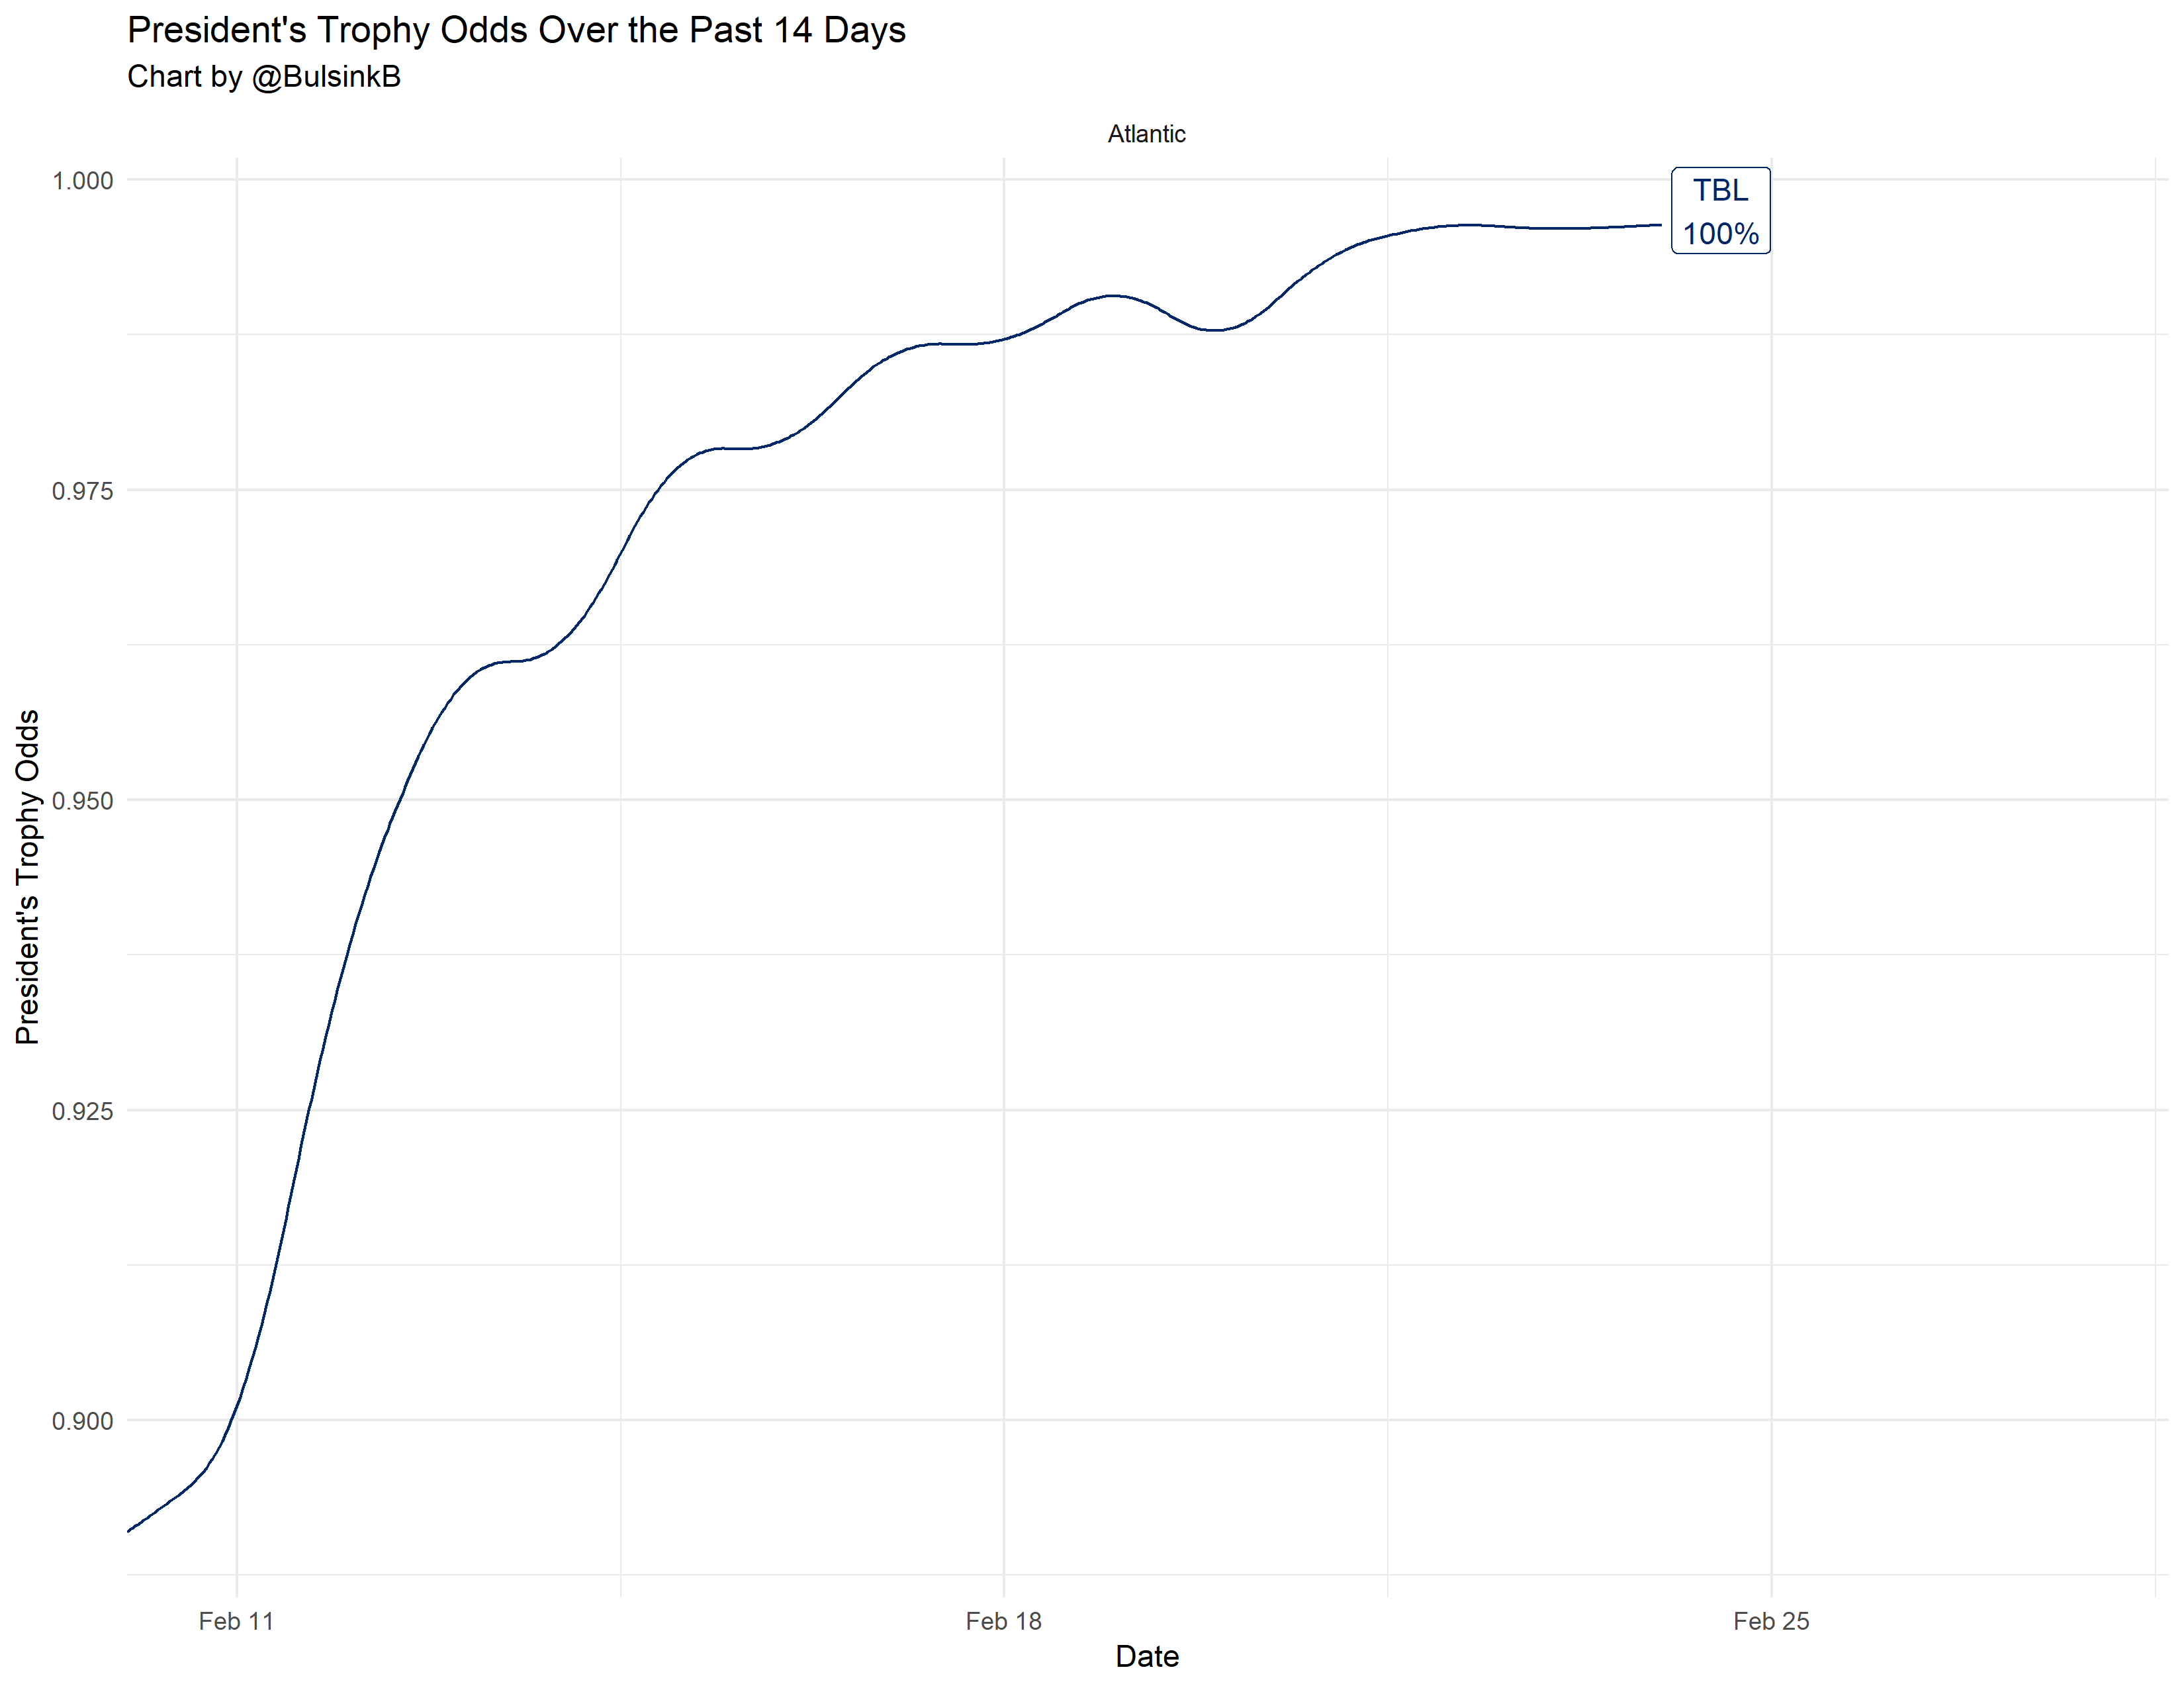 President's Trophy Odds Over the Past 14 Days
Chart by @BulsinkB
Atlantic
1.000
0.975
0.950
0.925
0.900
President's Trophy Odds
TBL
100%
Feb 11
Feb 18
Feb 25
Date